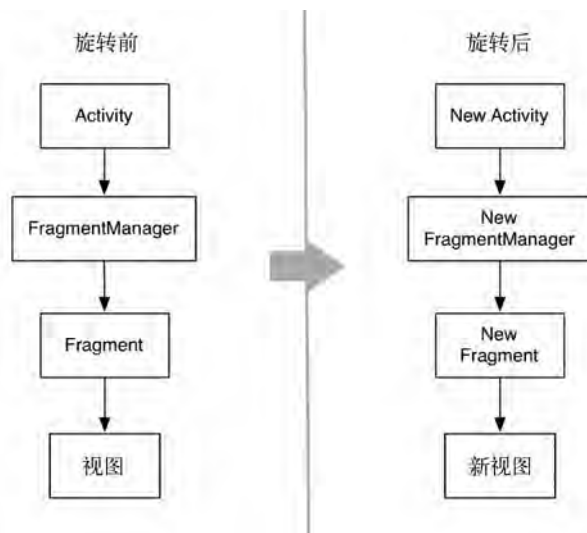 旋转前
Activity
FragmentManager
Fragment
视图
旋转后
New Activity
New
FragmentManager
New
Fragment
新视图